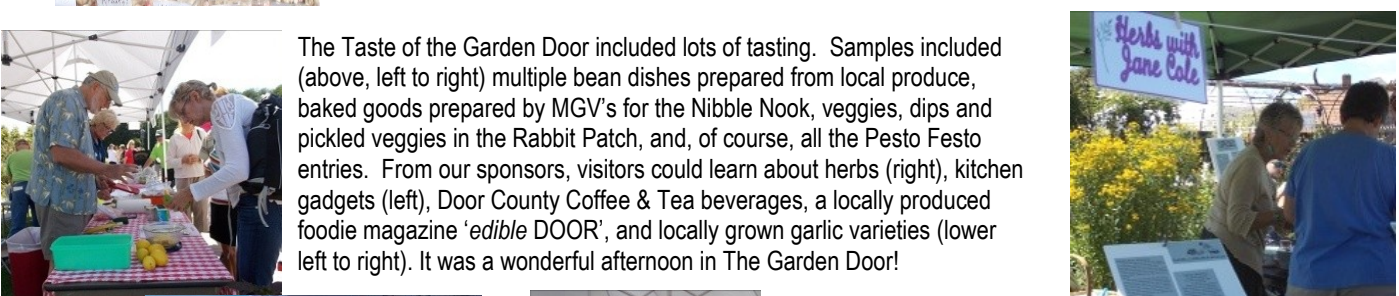 The Taste of the Garden Door included lots of tasting.  Samples included
(above, left to right) multiple bean dishes prepared from local produce,
baked goods prepared by MGV's for the Nibble Nook, veggies, dips and
pickled veggies in the Rabbit Patch, and, of course, all the Pesto Festo
entries.  From our sponsors, visitors could learn about herbs (right), kitchen
gadgets (left), Door County Coffee & Tea beverages, a locally produced
foodie magazine 'edible DOOR', and locally grown garlic varieties (lower
left to right). It was a wonderful afternoon in The Garden Door!
Herbs with
Jane Cole